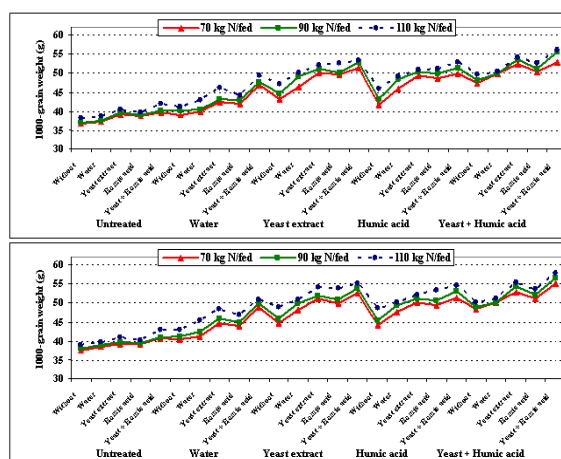 70 kg N/fed 90 kg N/fed 110 kg N/fed
1000-grain weight (g)
60
55
50
45
40
35
30
Without Water Yeast extract Humic acid Yeast + Humic acid Without Water Yeast extract Humic acid Yeast + Humic acid Without Water Yeast extract Humic acid Yeast + Humic acid Without Water Yeast extract Humic acid Yeast + Humic acid Without Water Yeast extract Humic acid Yeast + Humic acid
Untreated Water Yeast extract Humic acid Yeast + Humic acid
70 kg N/fed 90 kg N/fed 110 kg N/fed
1000-grain weight (g)
60
55
50
45
40
35
30
Without Water Yeast extract Humic acid Yeast + Humic acid Without Water Yeast extract Humic acid Yeast + Humic acid Without Water Yeast extract Humic acid Yeast + Humic acid Without Water Yeast extract Humic acid Yeast + Humic acid Without Water Yeast extract Humic acid Yeast + Humic acid
Untreated Water Yeast extract Humic acid Yeast + Humic acid